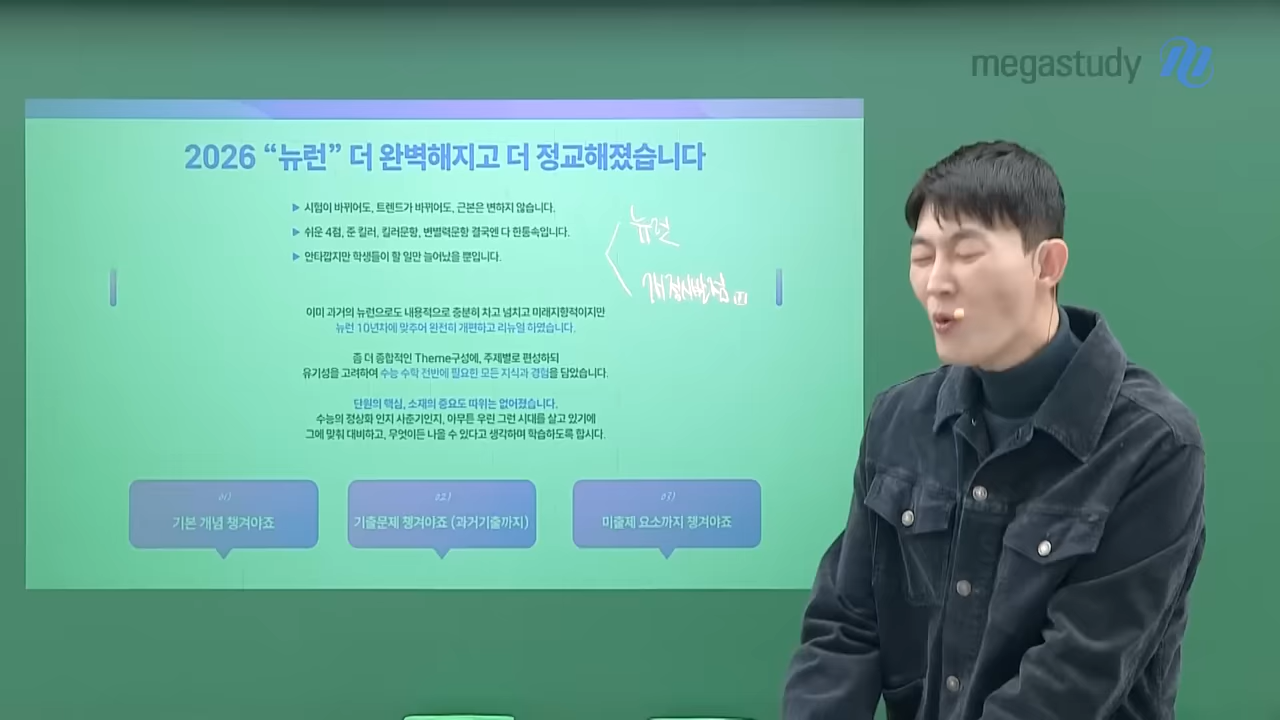 megastudy
2026 “뉴런” 더 완벽해지고 더 정교해졌습니다
▶ 시험이 바뀌어도, 트렌드가 바뀌어도, 근본은 변하지 않습니다.
▶ 쉬운 4점, 준 킬러, 킬러문항, 변별력문항 결국엔 다 한통속입니다.
▶ 안타깝지만 학생들이 할 일만 늘어났을 뿐입니다.
뉴런
개정시발점
이미 과거의 뉴런으로도 내용적으로 충분히 차고 넘치고 미래지향적이지만
뉴런 10년차에 맞추어 완전히 개편하고 리뉴얼 하였습니다.
좀 더 종합적인 Theme구성에, 주제별로 편성하되
유기성을 고려하여 수능 수학 전반에 필요한 모든 지식과 경험을 담았습니다.
단원의 핵심, 소재의 중요도 따위는 없어졌습니다.
수능의 정상화 인지 사춘기인지, 아무튼 우린 그런 시대를 살고 있기에
그에 맞춰 대비하고, 무엇이든 나올 수 있다고 생각하며 학습하도록 합시다.
01)
기본 개념 챙겨야죠
02)
기출문제 챙겨야죠 (과거기출까지)
03)
미출제 요소까지 챙겨야죠